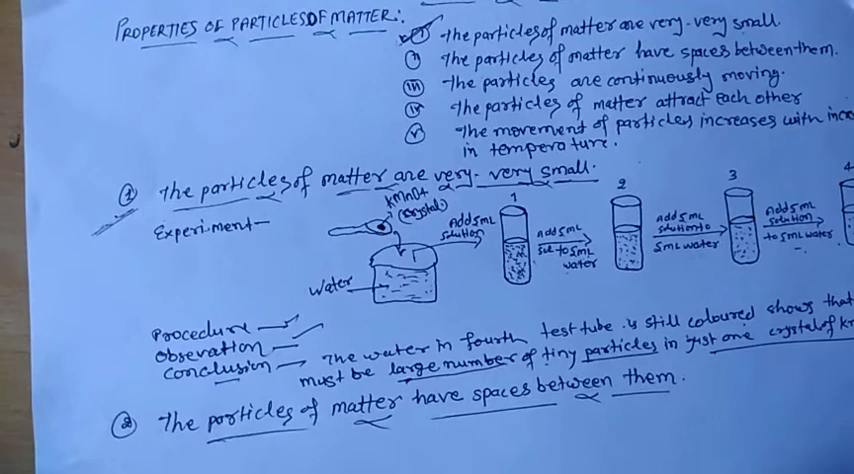 PROPERTIES OF PARTICLES OF MATTER:
(i) The particles of matter are very-very small.
(ii) The particles of matter have spaces between them.
(iii) The particles are continuously moving.
(iv) The particles of matter attract each other
(v) The movement of particles increases with incre
in temperature.
(1) The particles of matter are very-very small.
Experiment-
KMnO4
(crystal)
Water
Add 5mL
solution
1
Add 5mL
sol to 5mL
water
2
Add 5mL
solution to
5mL water
3
Add 5mL
solution
to 5mL water
4
Procedure
Obsevation
Conclusion → The water in fourth test tube is still coloured shows that
must be large number of tiny particles in just one crystal of K
(2) The particles of matter have spaces between them.